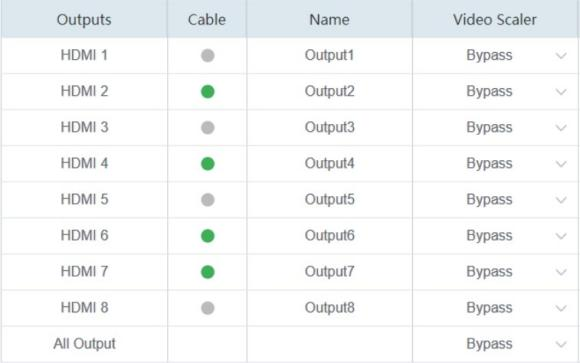 Outputs Cable Name Video Scaler
HDMI 1 Output1 Bypass
HDMI 2 Output2 Bypass
HDMI 3 Output3 Bypass
HDMI 4 Output4 Bypass
HDMI 5 Output5 Bypass
HDMI 6 Output6 Bypass
HDMI 7 Output7 Bypass
HDMI 8 Output8 Bypass
All Output Bypass